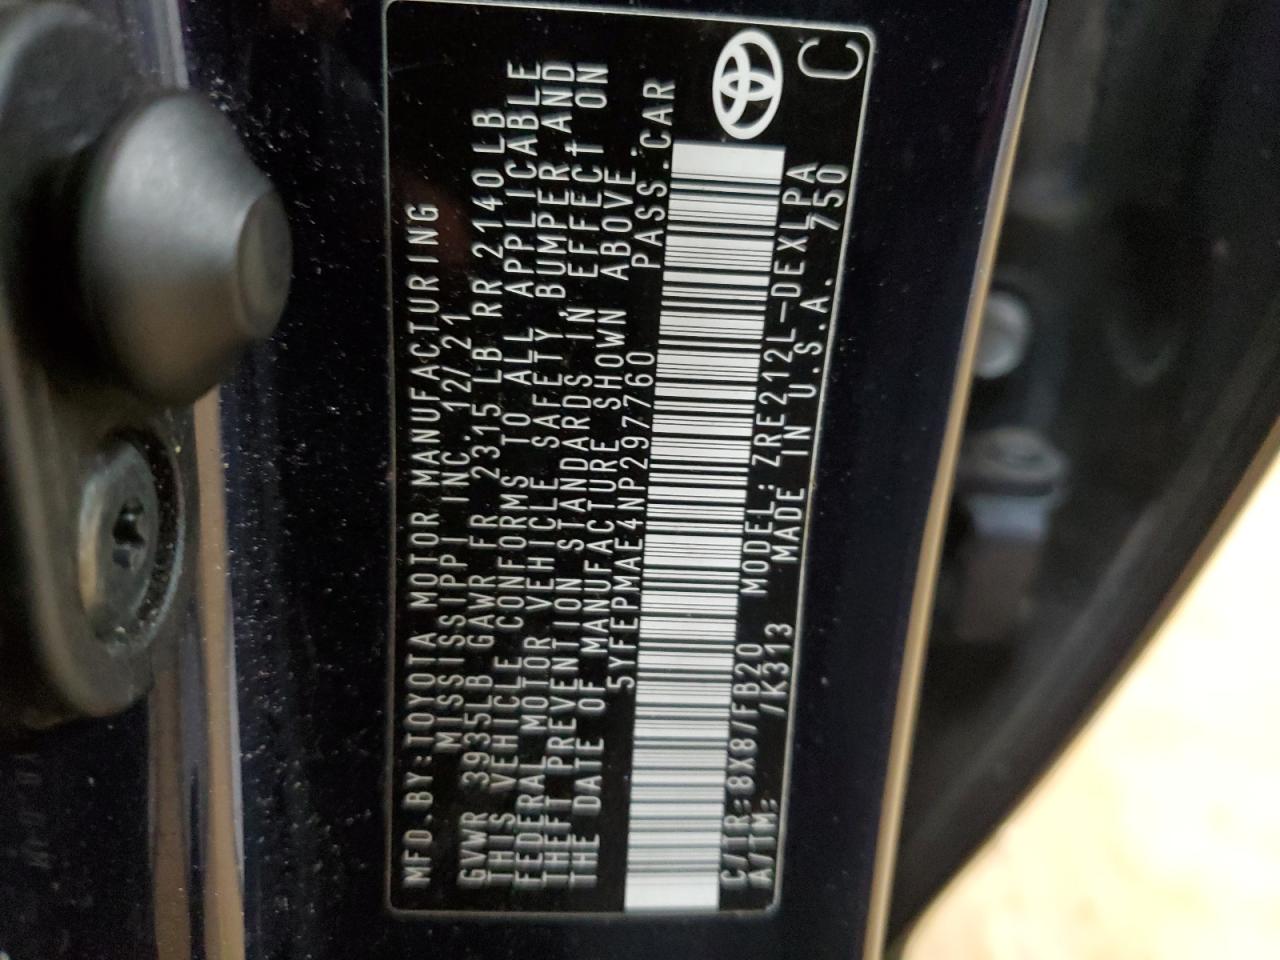 MFD.BY:TOYOTA MOTOR MANUFACTURING
MISSISSIPPI INC. 12/21
GVWR 3935LB GAWR FR 2315LB RR 2140LB
THIS VEHICLE CONFORMS TO ALL APPLICABLE
FEDERAL MOTOR VEHICLE SAFETY, BUMPER AND
THEFT PREVENTION STANDARDS IN EFFECT ON
THE DATE OF MANUFACTURE SHOWN ABOVE.
5YFEPMAE4NP297760 PASS.CAR
C/TR: 8X8/FB20 MODEL: ZRE212L-DEXLPA
A/TM: /K313 MADE IN U.S.A. 750
C